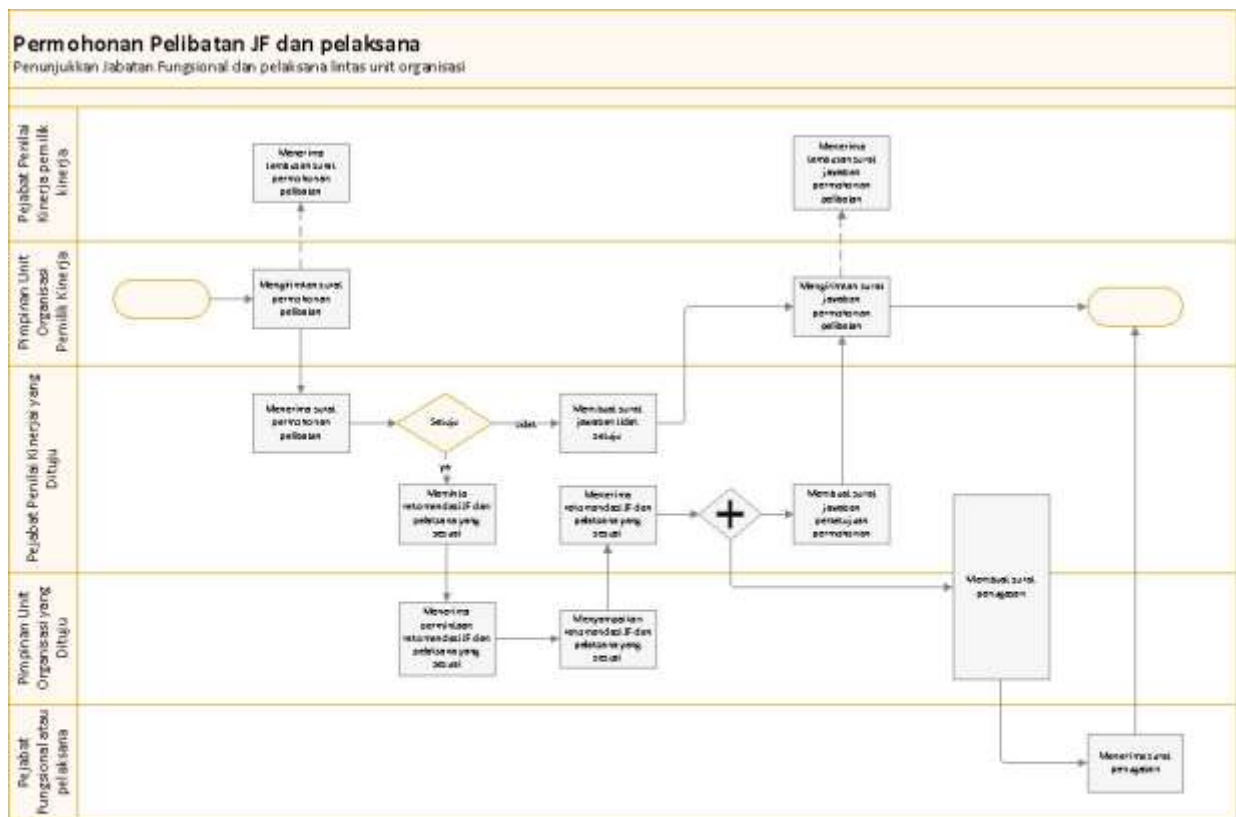 Permohonan Pelibatan JF dan pelaksana
Penunjukkan Jabatan Fungsional dan pelaksana lintas unit organisasi
Pejabat Penilai
Kinerja pemilik
kinerja
Menerima
tembusan surat
permohonan
pelibatan
Menerima
tembusan surat
jawaban
permohonan
pelibatan
Pimpinan Unit
Organisasi
Pemilik Kinerja
Mengirimkan surat
permohonan
pelibatan
Mengirimkan surat
jawaban
permohonan
pelibatan
Pejabat Penilai Kinerjai yang
Dituju
Menerima surat
permohonan
pelibatan
Setuju
tidak
Membuat surat
jawaban tidak
setuju
ya
Meminta
rekomendasi JF dan
pelaksana yang
sesuai
Menerima
rekomendasi JF dan
pelaksana yang
sesuai
Membuat surat
jawaban
persetujuan
permohonan
Membuat surat
penugasan
Pimpinan Unit
Organisasi yang
Dituju
Menerima
permintaan
rekomendasi JF dan
pelaksana yang
sesuai
Menyampaikan
rekomendasi JF dan
pelaksana yang
sesuai
Pejabat
Fungsional atau
pelaksana
Menerima surat
penugasan